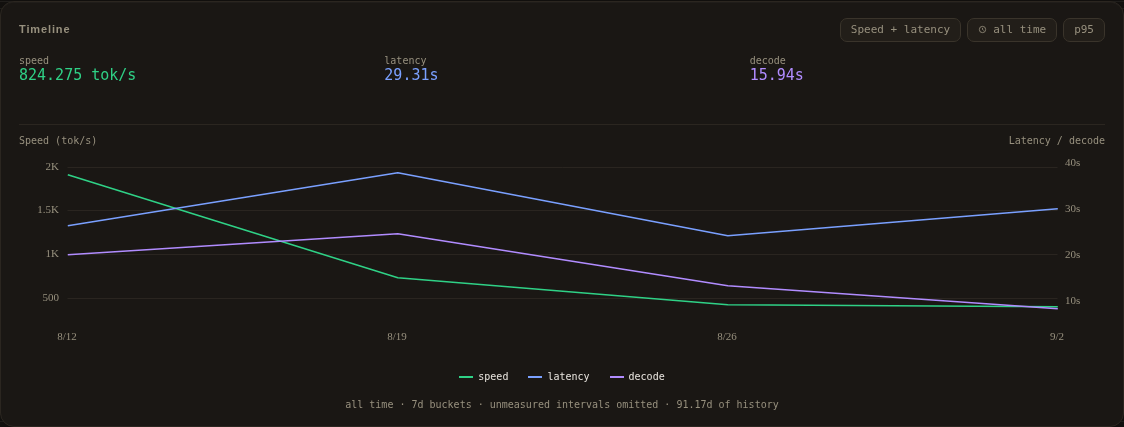 Timeline
Speed + latency
all time
p95
speed
latency
decode
824.275 tok/s
29.31s
15.94s
Speed (tok/s)
Latency / decode
2K
1.5K
1K
500
40s
30s
20s
10s
8/12
8/19
8/26
9/2
speed
latency
decode
all time · 7d buckets · unmeasured intervals omitted · 91.17d of history